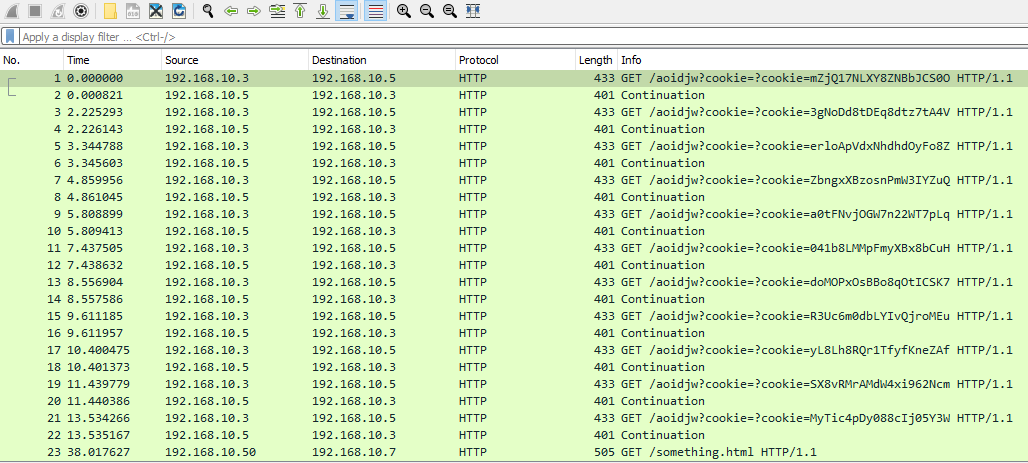 Apply a display filter ... <Ctrl-/>
No. Time Source Destination Protocol Length Info
1 0.000000 192.168.10.3 192.168.10.5 HTTP 433 GET /aoidjw?cookie=?cookie=mZjQ17NLXY8ZNBbJCS0O HTTP/1.1
2 0.000821 192.168.10.5 192.168.10.3 HTTP 401 Continuation
3 2.225293 192.168.10.3 192.168.10.5 HTTP 433 GET /aoidjw?cookie=?cookie=3gNoDd8tDEq8dtz7tA4V HTTP/1.1
4 2.226143 192.168.10.5 192.168.10.3 HTTP 401 Continuation
5 3.344788 192.168.10.3 192.168.10.5 HTTP 433 GET /aoidjw?cookie=?cookie=erloApVdxNhdhdOyFo8Z HTTP/1.1
6 3.345603 192.168.10.5 192.168.10.3 HTTP 401 Continuation
7 4.859956 192.168.10.3 192.168.10.5 HTTP 433 GET /aoidjw?cookie=?cookie=ZbngxXBzosnPmW3IYZuQ HTTP/1.1
8 4.861045 192.168.10.5 192.168.10.3 HTTP 401 Continuation
9 5.808899 192.168.10.3 192.168.10.5 HTTP 433 GET /aoidjw?cookie=?cookie=a0tFNvjOGW7n22WT7pLq HTTP/1.1
10 5.809413 192.168.10.5 192.168.10.3 HTTP 401 Continuation
11 7.437505 192.168.10.3 192.168.10.5 HTTP 433 GET /aoidjw?cookie=?cookie=041b8LMMpFmyXBx8bCuH HTTP/1.1
12 7.438632 192.168.10.5 192.168.10.3 HTTP 401 Continuation
13 8.556904 192.168.10.3 192.168.10.5 HTTP 433 GET /aoidjw?cookie=?cookie=doMOPxOsBBo8qOtICSK7 HTTP/1.1
14 8.557586 192.168.10.5 192.168.10.3 HTTP 401 Continuation
15 9.611185 192.168.10.3 192.168.10.5 HTTP 433 GET /aoidjw?cookie=?cookie=R3Uc6m0dbLYIvQjroMEu HTTP/1.1
16 9.611957 192.168.10.5 192.168.10.3 HTTP 401 Continuation
17 10.400475 192.168.10.3 192.168.10.5 HTTP 433 GET /aoidjw?cookie=?cookie=yL8Lh8RQr1TfyfKneZAf HTTP/1.1
18 10.401373 192.168.10.5 192.168.10.3 HTTP 401 Continuation
19 11.439779 192.168.10.3 192.168.10.5 HTTP 433 GET /aoidjw?cookie=?cookie=SX8vRMrAMdW4xi962Ncm HTTP/1.1
20 11.440386 192.168.10.5 192.168.10.3 HTTP 401 Continuation
21 13.534266 192.168.10.3 192.168.10.5 HTTP 433 GET /aoidjw?cookie=?cookie=MyTic4pDy088cIj05Y3W HTTP/1.1
22 13.535167 192.168.10.5 192.168.10.3 HTTP 401 Continuation
23 38.017627 192.168.10.50 192.168.10.7 HTTP 505 GET /something.html HTTP/1.1